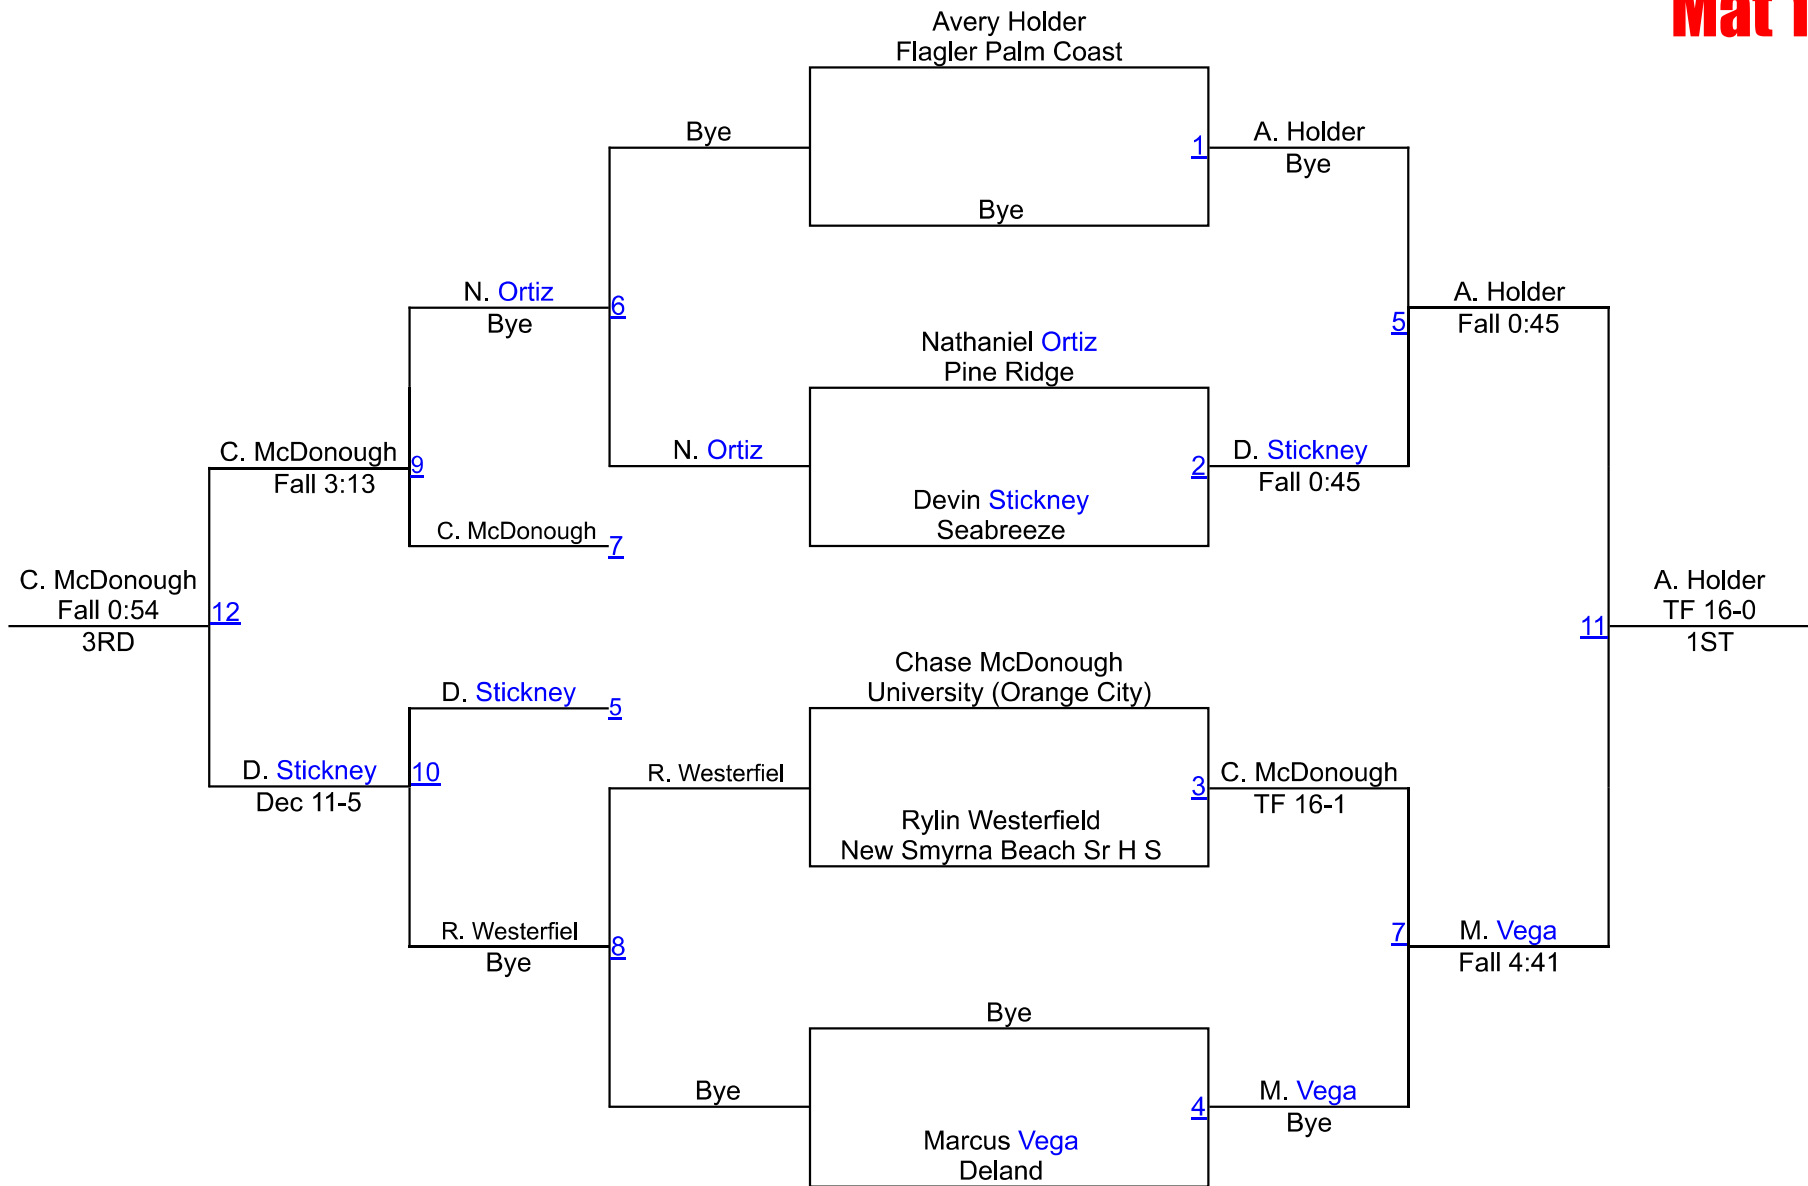 Mat 1
Avery Holder
Flagler Palm Coast
Bye
1
A. Holder
Bye
Bye
N. Ortiz
Bye
6
A. Holder
Fall 0:45
5
Nathaniel Ortiz
Pine Ridge
C. McDonough
Fall 3:13
9
N. Ortiz
2
D. Stickney
Fall 0:45
Devin Stickney
Seabreeze
C. McDonough
7
C. McDonough
Fall 0:54
3RD
12
11
A. Holder
TF 16-0
1ST
Chase McDonough
University (Orange City)
D. Stickney
5
D. Stickney
Dec 11-5
10
R. Westerfiel
3
C. McDonough
TF 16-1
Rylin Westerfield
New Smyrna Beach Sr H S
R. Westerfiel
Bye
8
7
M. Vega
Fall 4:41
Bye
Bye
4
M. Vega
Bye
Marcus Vega
Deland